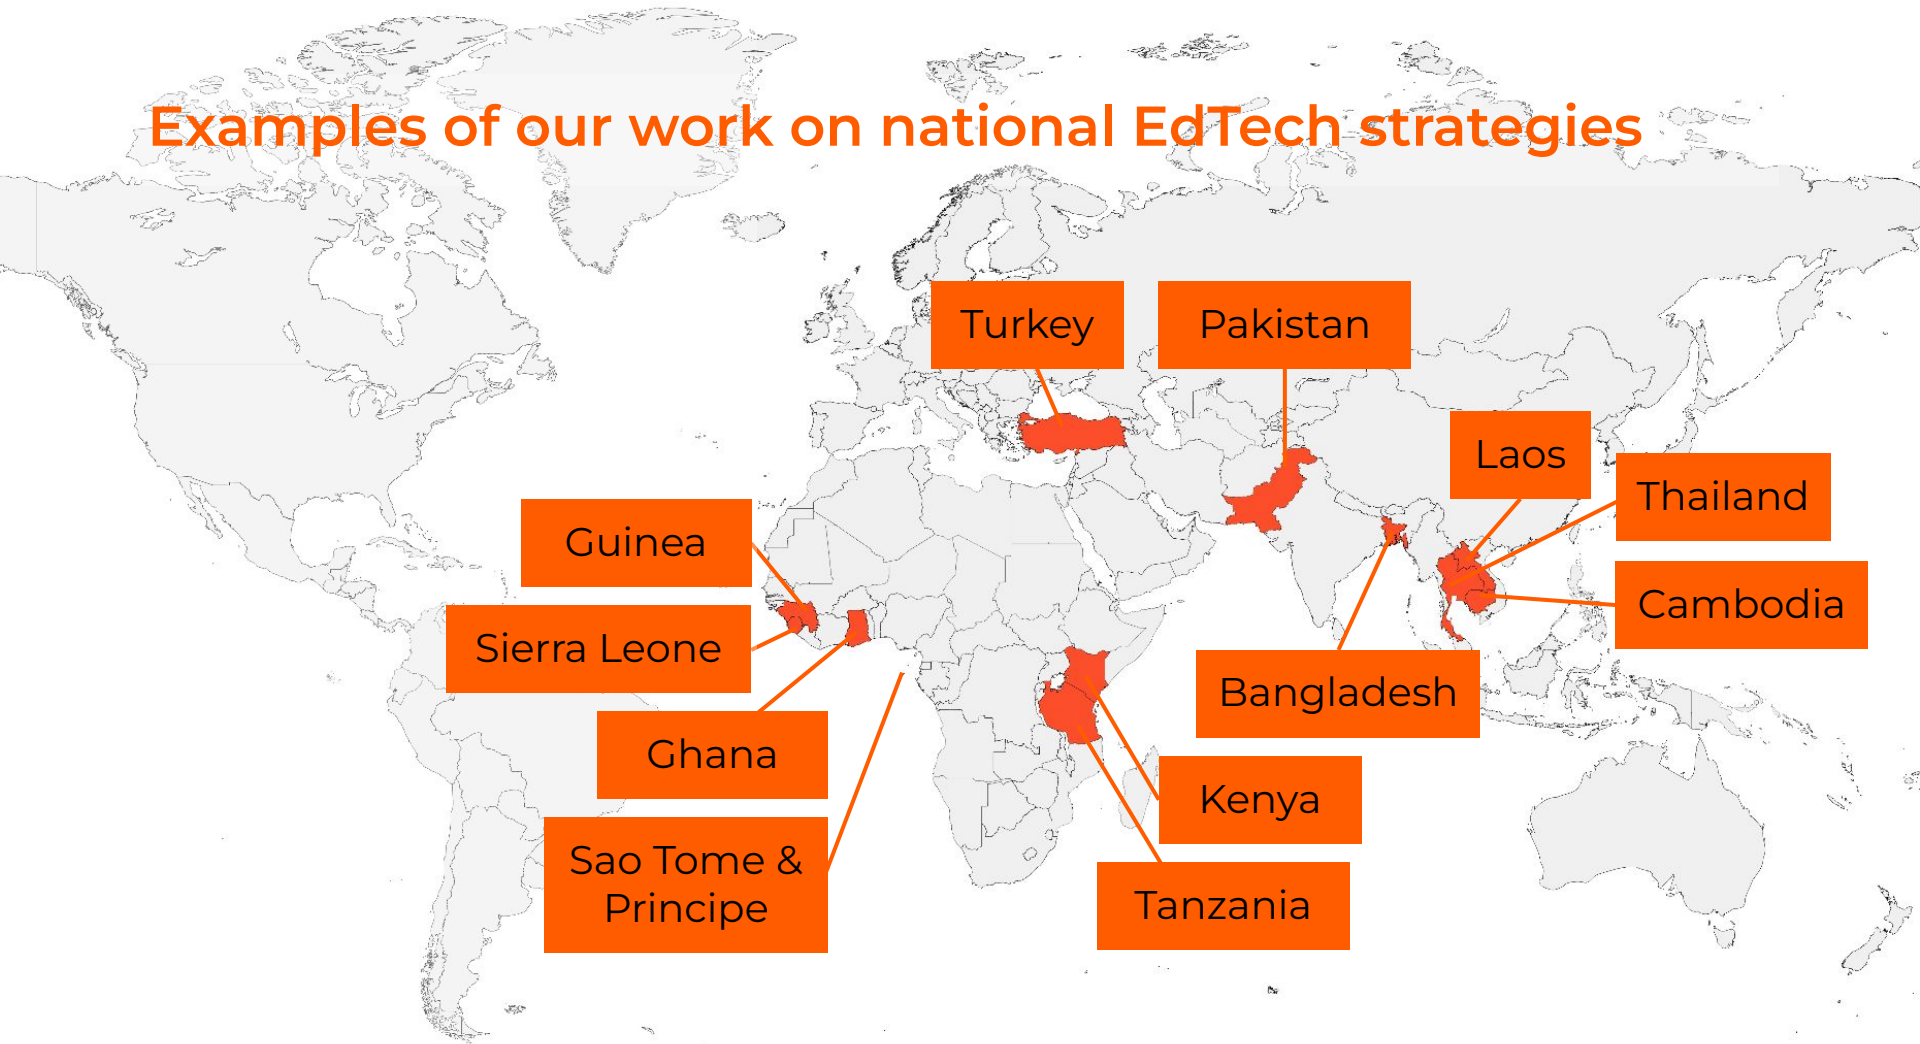 Examples of our work on national EdTech strategies
Turkey
Pakistan
Laos
Thailand
Guinea
Cambodia
Sierra Leone
Bangladesh
Ghana
Kenya
Sao Tome &
Principe
Tanzania